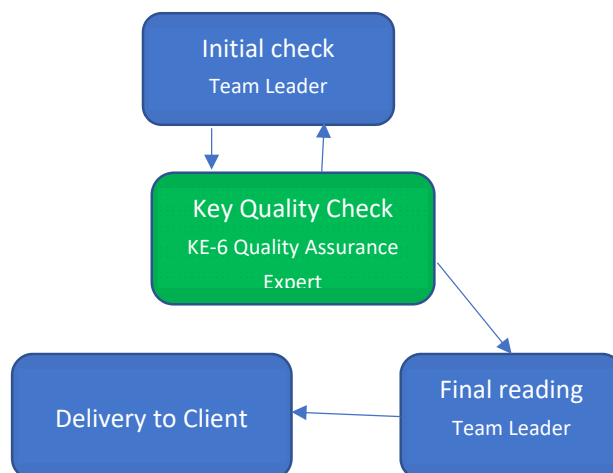 Initial check
Team Leader
Key Quality Check
KE-6 Quality Assurance
Expert
Final reading
Team Leader
Delivery to Client